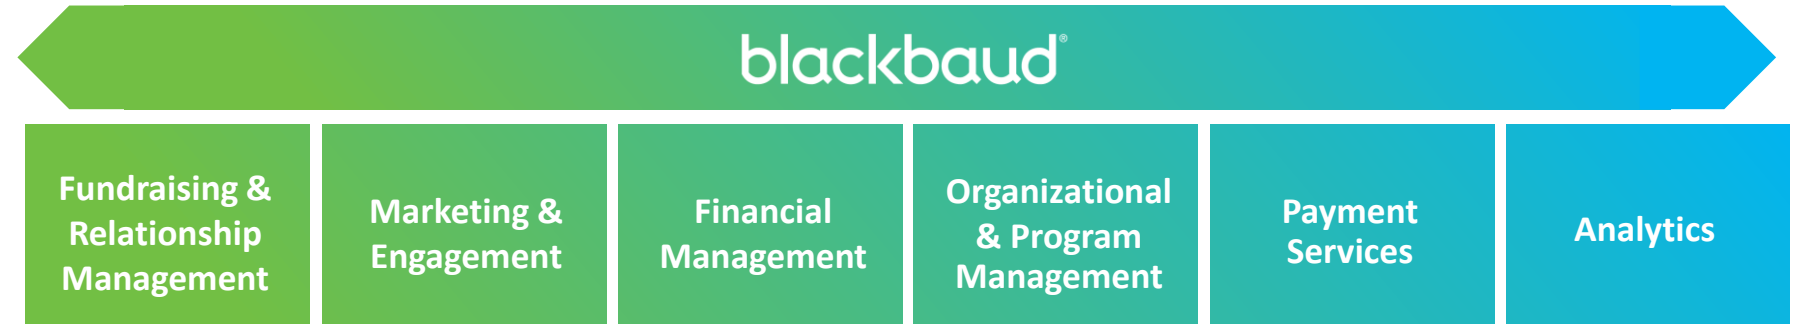 blackbaud®
Fundraising &
Relationship
Management
Marketing &
Engagement
Financial
Management
Organizational
& Program
Management
Payment
Services
Analytics